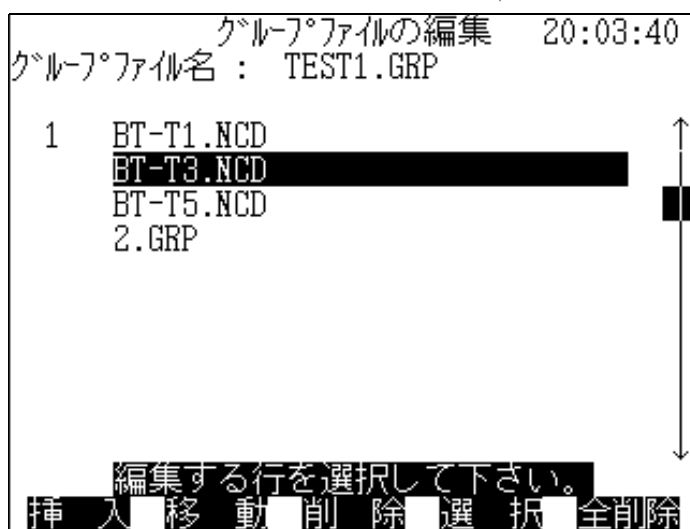 グループファイルの編集 20:03:40
グループファイル名 : TEST1.GRP
1 BT-T1.NCD
BT-T3.NCD
BT-T5.NCD
2.GRP
編集する行を選択して下さい。
挿入 移動 削除 選択 全削除